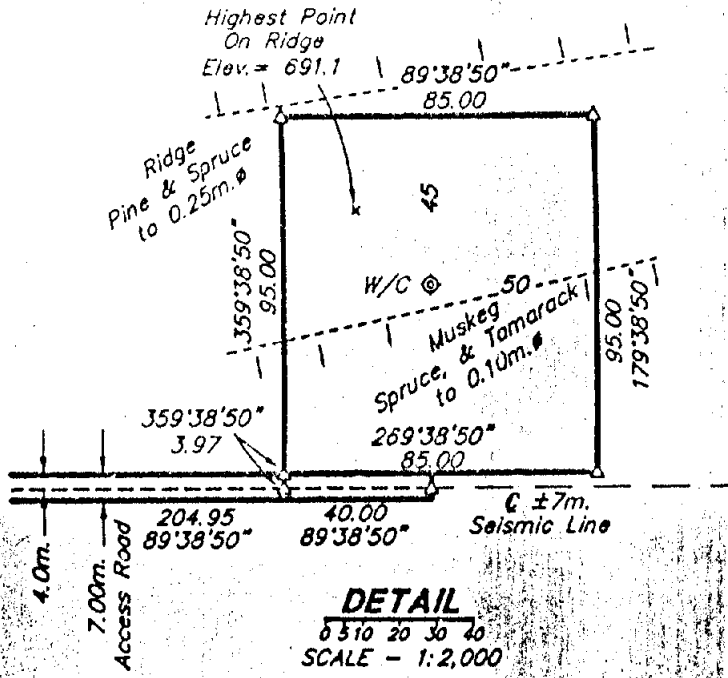 Highest Point
On Ridge
Elev.= 691.1
89°38'50"
85.00
Ridge
Pine & Spruce
to 0.25m.ø
359°38'50"
95.00
45
W/C
50
Muskeg
Spruce, & Tamarack
to 0.10m.ø
95.00
179°38'50"
359°38'50"
3.97
269°38'50"
85.00
204.95
89°38'50"
40.00
89°38'50"
℄ ±7m.
Seismic Line
4.0m.
7.00m.
Access Road
DETAIL
0 5 10 20 30 40
SCALE - 1:2,000